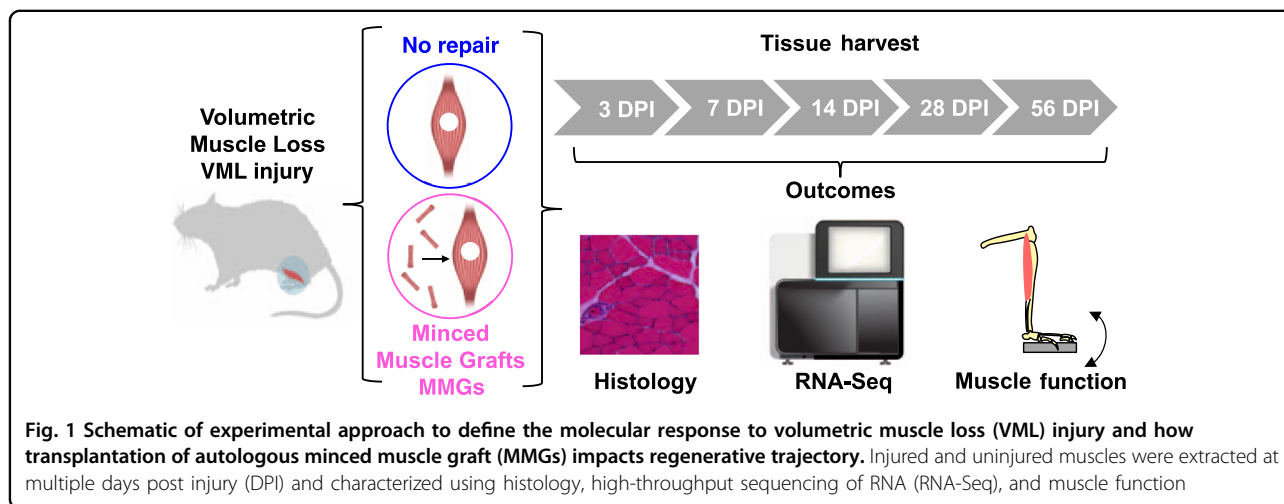 No repair
Tissue harvest
3 DPI
7 DPI
14 DPI
28 DPI
56 DPI
Volumetric
Muscle Loss
VML injury
Outcomes
Minced
Muscle Grafts
MMGs
Histology
RNA-Seq
Muscle function
Fig. 1 Schematic of experimental approach to define the molecular response to volumetric muscle loss (VML) injury and how
transplantation of autologous minced muscle graft (MMGs) impacts regenerative trajectory. Injured and uninjured muscles were extracted at
multiple days post injury (DPI) and characterized using histology, high-throughput sequencing of RNA (RNA-Seq), and muscle function